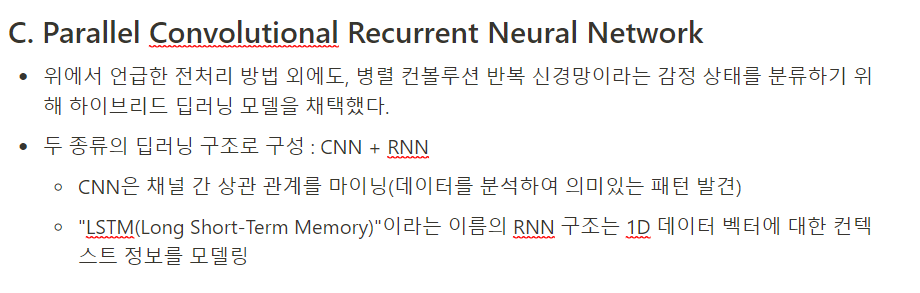 C. Parallel Convolutional Recurrent Neural Network
• 위에서 언급한 전처리 방법 외에도, 병렬 컨볼루션 반복 신경망이라는 감정 상태를 분류하기 위
해 하이브리드 딥러닝 모델을 채택했다.
• 두 종류의 딥러닝 구조로 구성 : CNN + RNN
◦ CNN은 채널 간 상관 관계를 마이닝(데이터를 분석하여 의미있는 패턴 발견)
◦ "LSTM(Long Short-Term Memory)"이라는 이름의 RNN 구조는 1D 데이터 벡터에 대한 컨텍
스트 정보를 모델링